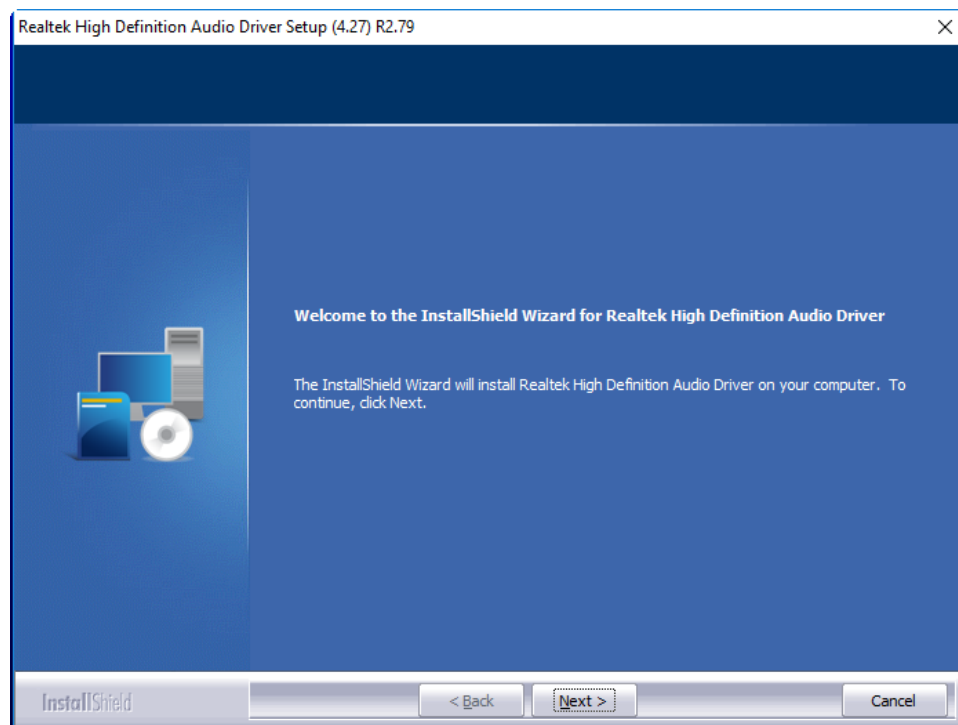 Realtek High Definition Audio Driver Setup (4.27) R2.79
Welcome to the InstallShield Wizard for Realtek High Definition Audio Driver
The InstallShield Wizard will install Realtek High Definition Audio Driver on your computer. To
continue, click Next.
InstallShield
< Back
Next >
Cancel